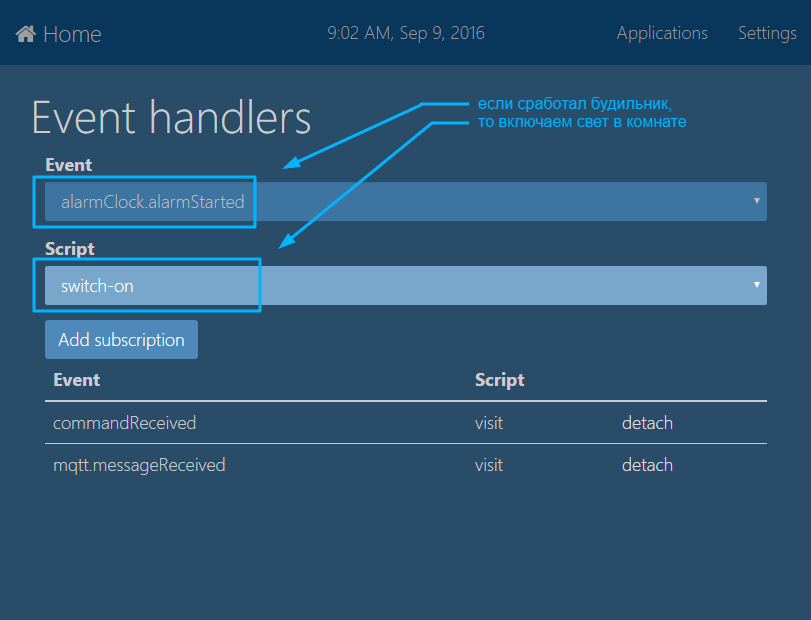 Home 9:02 AM, Sep 9, 2016 Applications Settings
Event handlers
если сработал будильник,
то включаем свет в комнате
Event
alarmClock.alarmStarted
Script
switch-on
Add subscription
Event Script
commandReceived visit detach
mqtt.messageReceived visit detach